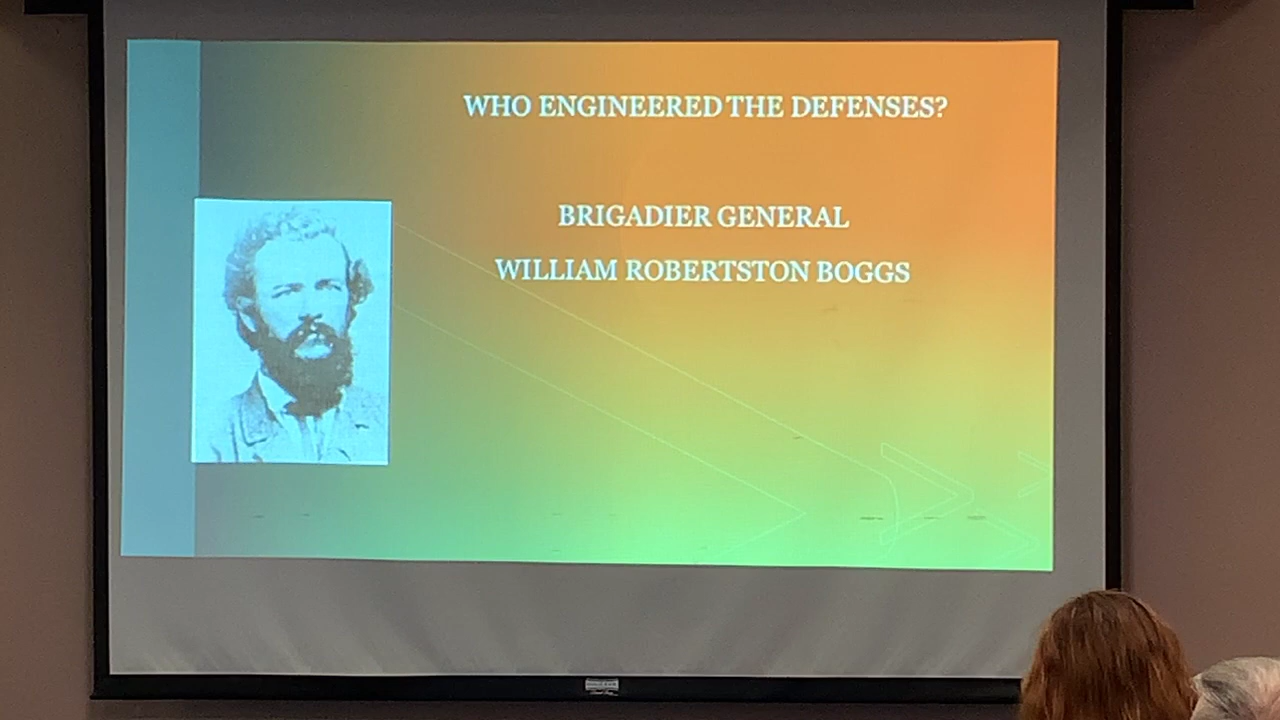 WHO ENGINEERED THE DEFENSES?
BRIGADIER GENERAL
WILLIAM ROBERTSTON BOGGS